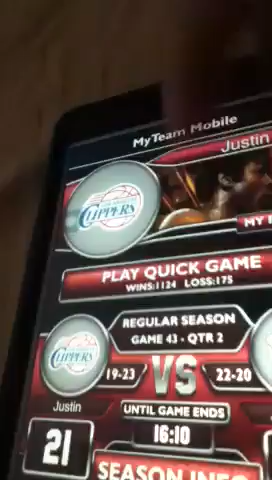 MyTeam Mobile
Justin
CLIPPERS
MY
PLAY QUICK GAME
WINS:1124 LOSS:175
REGULAR SEASON
GAME 43 - QTR 2
CLIPPERS
19-23 VS 22-20
Justin
UNTIL GAME ENDS
21
16:10
SEASON INFO